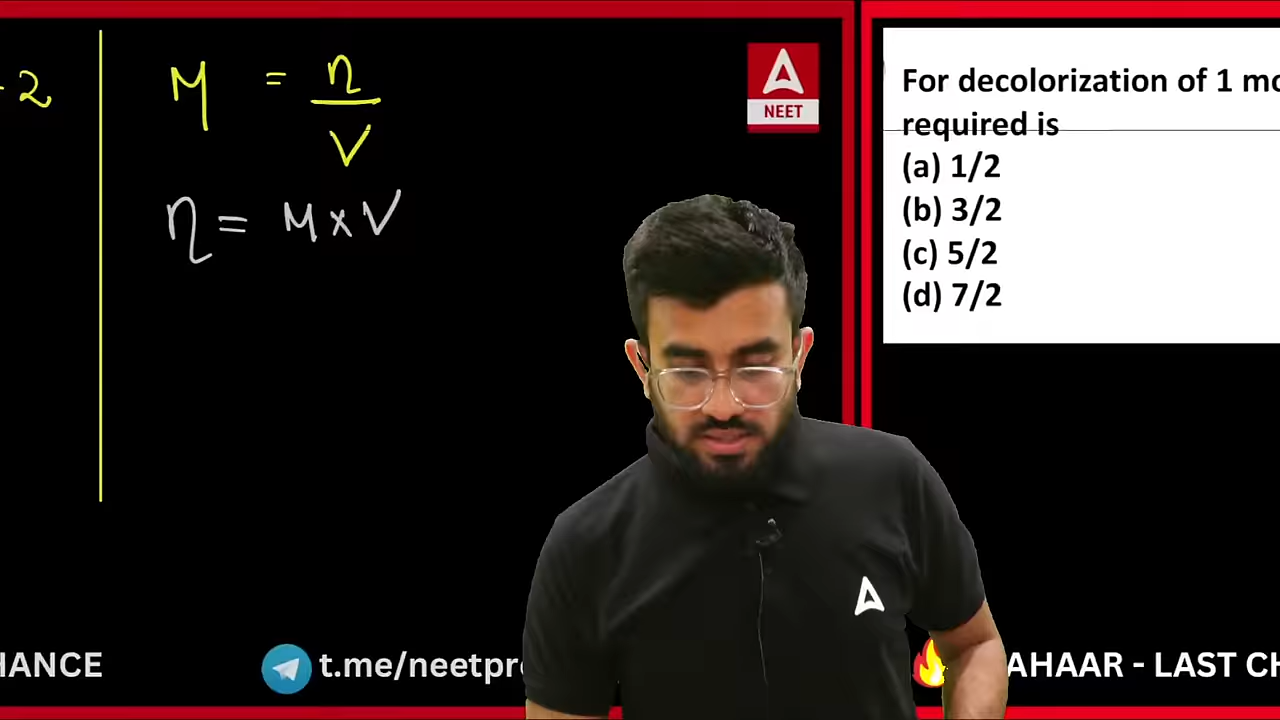 2
M = n / V
n = M × V
NEET
For decolorization of 1 mo
required is
(a) 1/2
(b) 3/2
(c) 5/2
(d) 7/2
HANCE
t.me/neetpr
AHAAR - LAST CH